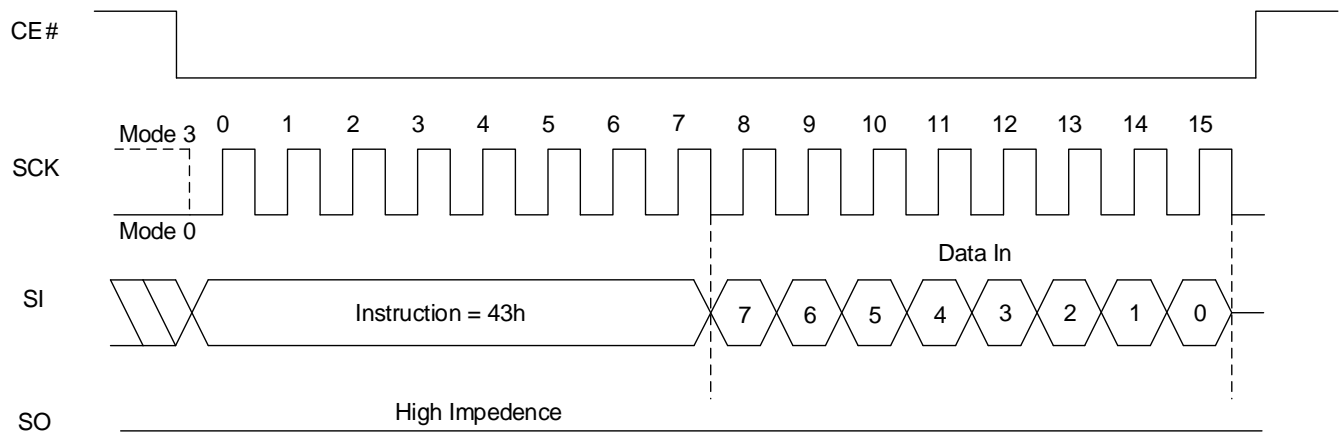 CE#
0 1 2 3 4 5 6 7 8 9 10 11 12 13 14 15
Mode 3
SCK
Mode 0
Data In
SI
Instruction = 43h
7 6 5 4 3 2 1 0
High Impedence
SO